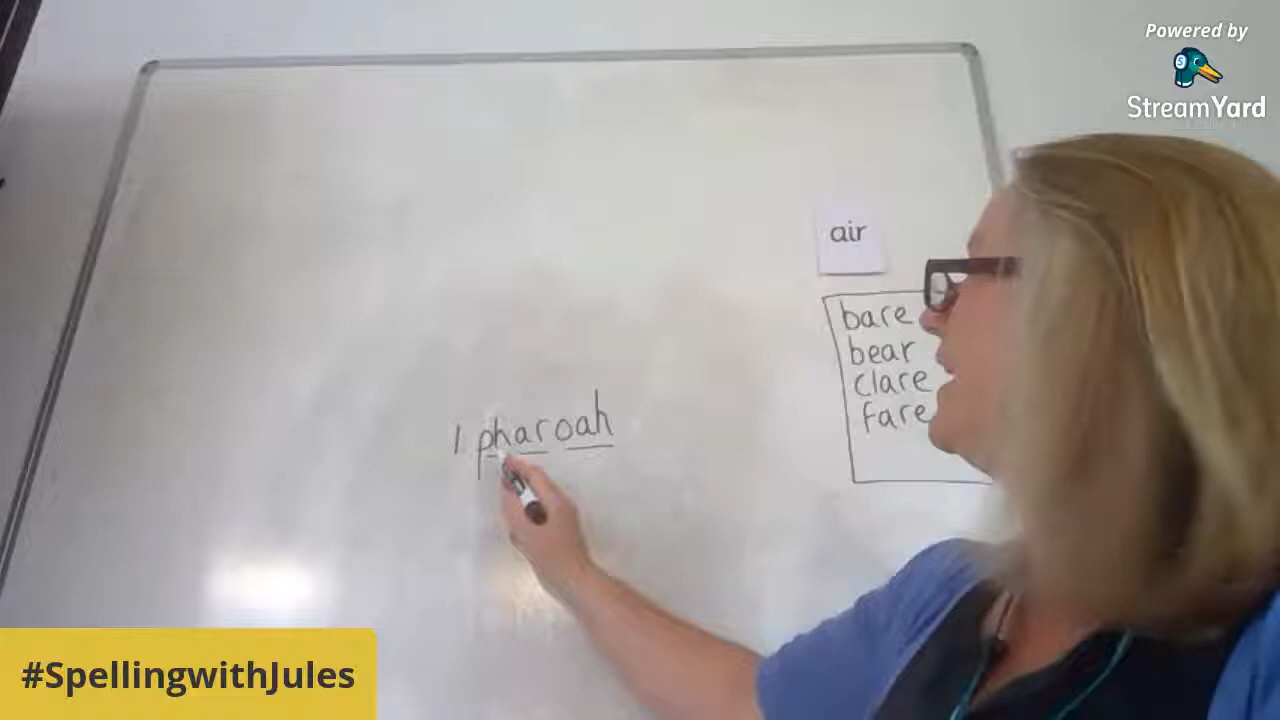 Powered by
StreamYard
air
bare
bear
clare
fare
1 pharoah
#SpellingwithJules